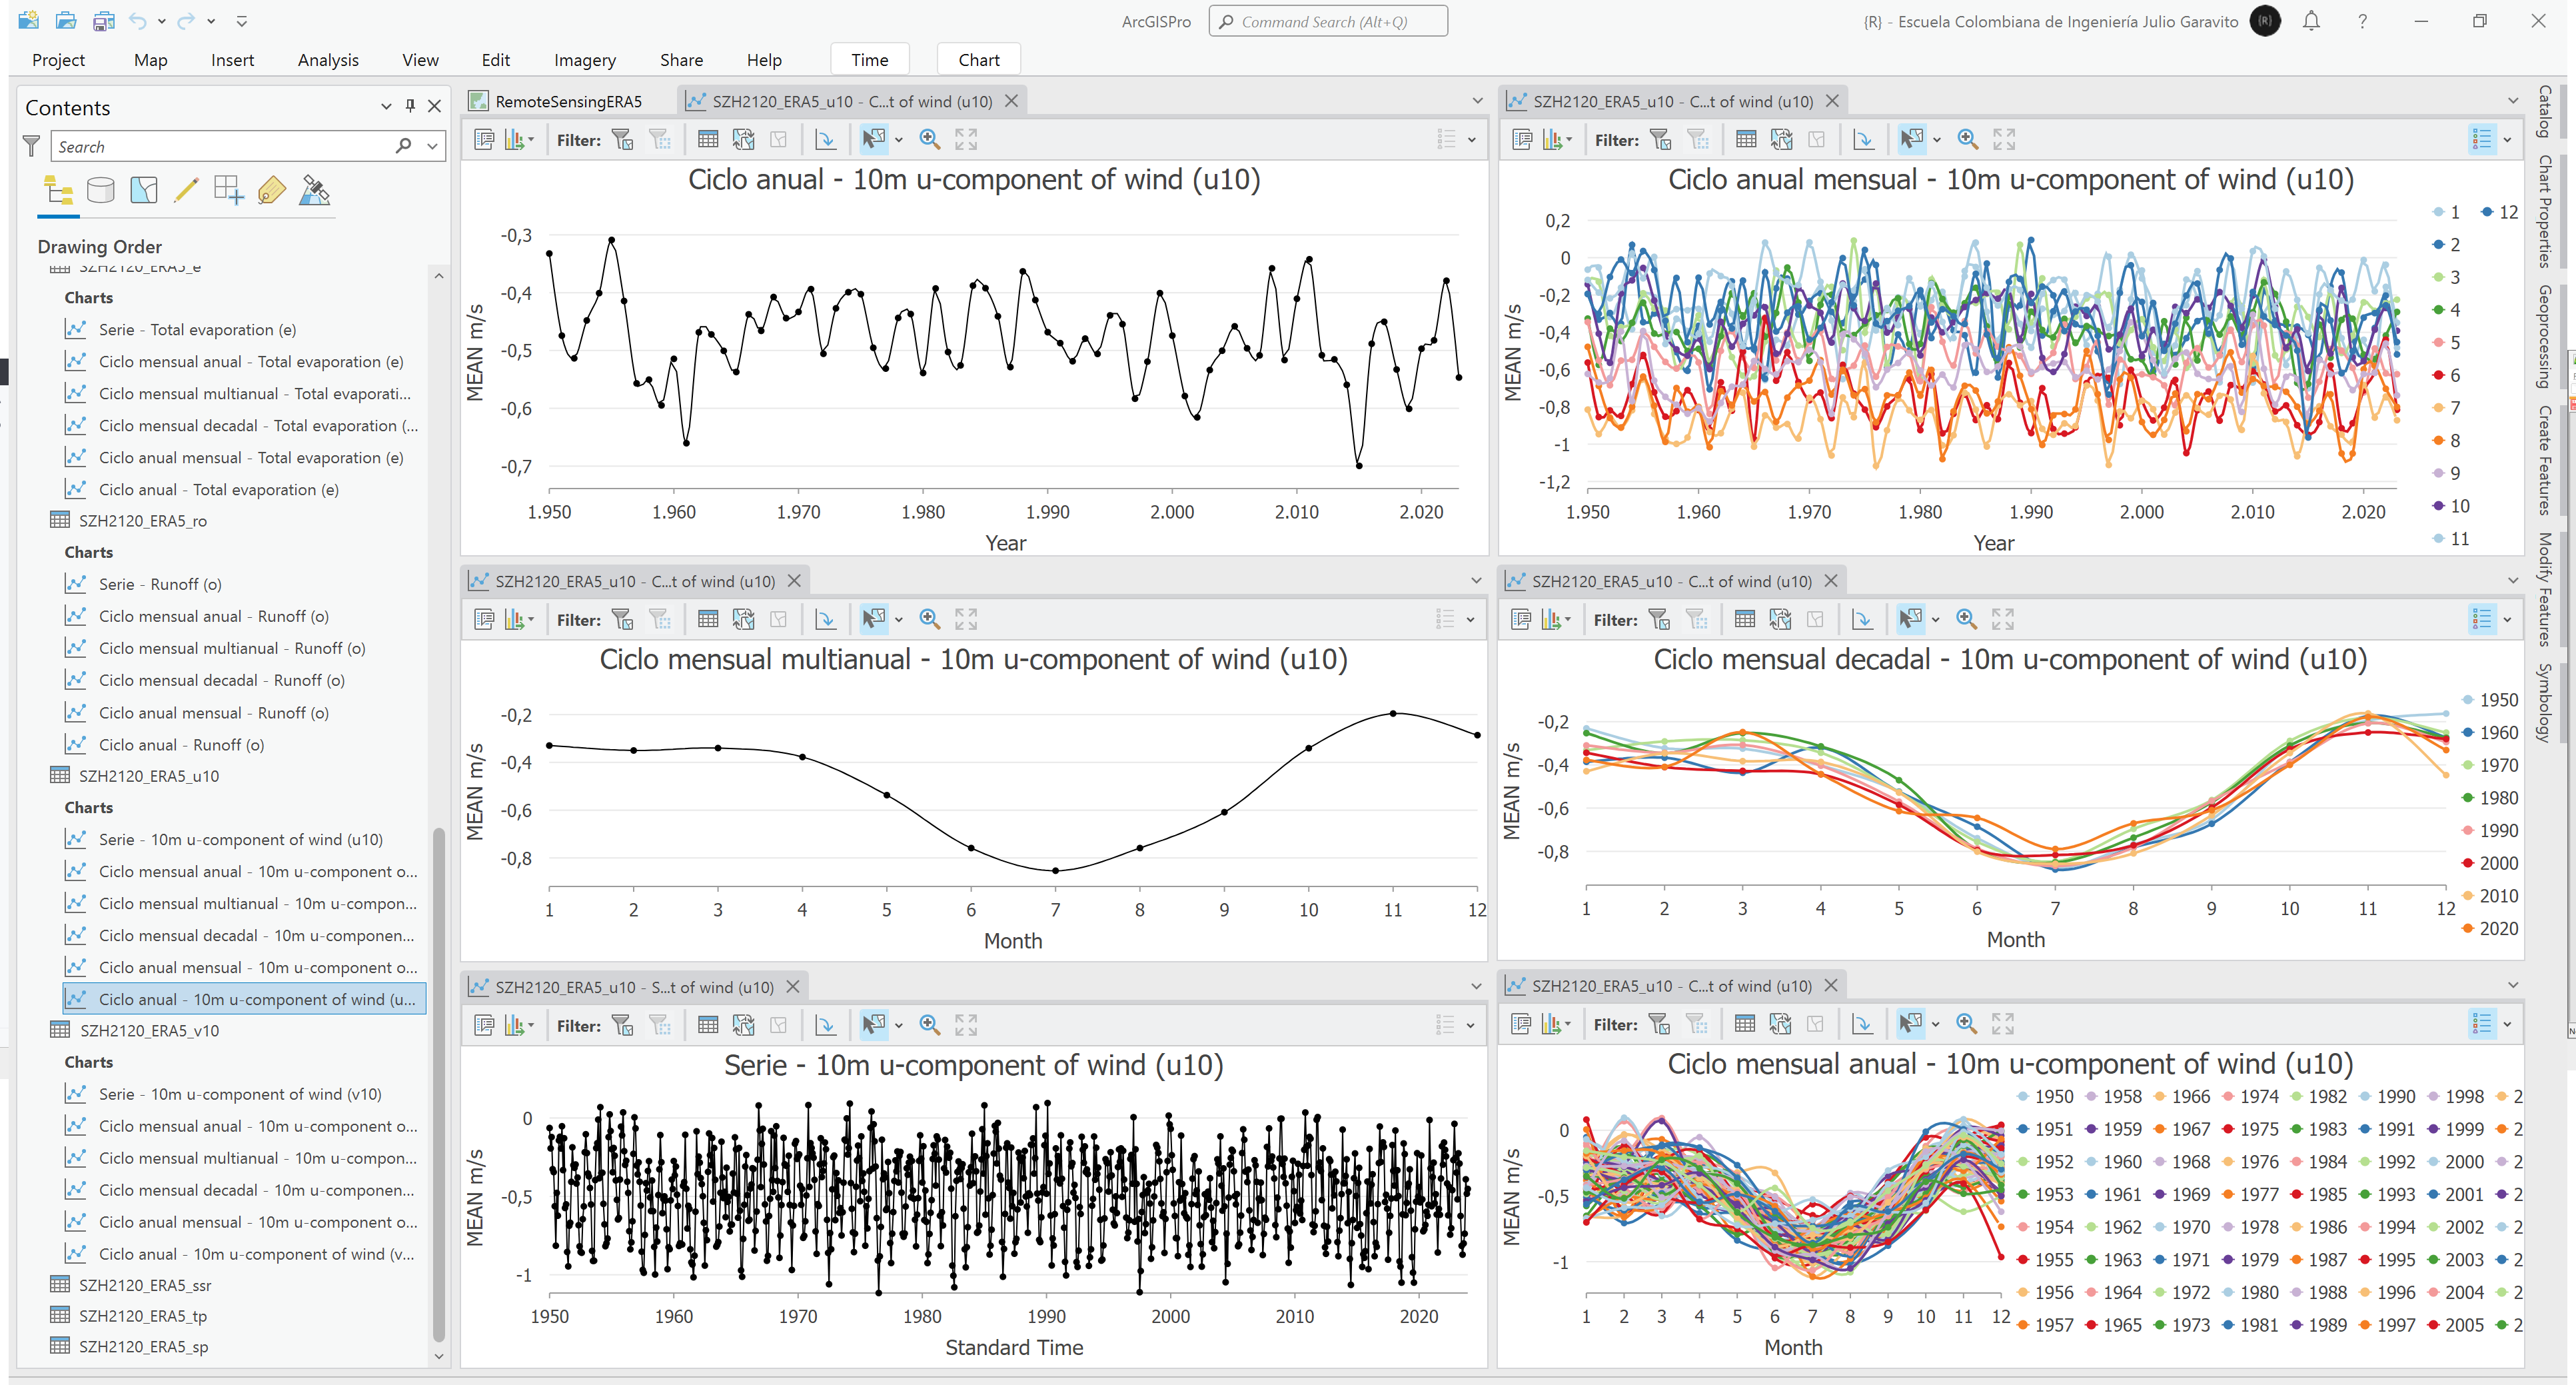 ArcGISPro
Command Search (Alt+Q)
{R} - Escuela Colombiana de Ingeniería Julio Garavito
{R}
?
Project Map Insert Analysis View Edit Imagery Share Help Time Chart
Contents
Search
Drawing Order
SZH2120_ERA5_e
Charts
Serie - Total evaporation (e)
Ciclo mensual anual - Total evaporation (e)
Ciclo mensual multianual - Total evaporati...
Ciclo mensual decadal - Total evaporation (...
Ciclo anual mensual - Total evaporation (e)
Ciclo anual - Total evaporation (e)
SZH2120_ERA5_ro
Charts
Serie - Runoff (o)
Ciclo mensual anual - Runoff (o)
Ciclo mensual multianual - Runoff (o)
Ciclo mensual decadal - Runoff (o)
Ciclo anual mensual - Runoff (o)
Ciclo anual - Runoff (o)
SZH2120_ERA5_u10
Charts
Serie - 10m u-component of wind (u10)
Ciclo mensual anual - 10m u-component o...
Ciclo mensual multianual - 10m u-compon...
Ciclo mensual decadal - 10m u-componen...
Ciclo anual mensual - 10m u-component o...
Ciclo anual - 10m u-component of wind (u...
SZH2120_ERA5_v10
Charts
Serie - 10m u-component of wind (v10)
Ciclo mensual anual - 10m u-component o...
Ciclo mensual multianual - 10m u-compon...
Ciclo mensual decadal - 10m u-componen...
Ciclo anual mensual - 10m u-component o...
Ciclo anual - 10m u-component of wind (v...
SZH2120_ERA5_ssr
SZH2120_ERA5_tp
SZH2120_ERA5_sp
RemoteSensingERA5
SZH2120_ERA5_u10 - C...t of wind (u10)
Filter:
Ciclo anual - 10m u-component of wind (u10)
MEAN m/s
-0,3
-0,4
-0,5
-0,6
-0,7
1.950 1.960 1.970 1.980 1.990 2.000 2.010 2.020
Year
SZH2120_ERA5_u10 - C...t of wind (u10)
Filter:
Ciclo anual mensual - 10m u-component of wind (u10)
MEAN m/s
0,2
0
-0,2
-0,4
-0,6
-0,8
-1
-1,2
1.950 1.960 1.970 1.980 1.990 2.000 2.010 2.020
Year
1 12
2
3
4
5
6
7
8
9
10
11
SZH2120_ERA5_u10 - C...t of wind (u10)
Filter:
Ciclo mensual multianual - 10m u-component of wind (u10)
MEAN m/s
-0,2
-0,4
-0,6
-0,8
1 2 3 4 5 6 7 8 9 10 11 12
Month
SZH2120_ERA5_u10 - C...t of wind (u10)
Filter:
Ciclo mensual decadal - 10m u-component of wind (u10)
MEAN m/s
-0,2
-0,4
-0,6
-0,8
1 2 3 4 5 6 7 8 9 10 11 12
Month
1950
1960
1970
1980
1990
2000
2010
2020
SZH2120_ERA5_u10 - S...t of wind (u10)
Filter:
Serie - 10m u-component of wind (u10)
MEAN m/s
0
-0,5
-1
1950 1960 1970 1980 1990 2000 2010 2020
Standard Time
SZH2120_ERA5_u10 - C...t of wind (u10)
Filter:
Ciclo mensual anual - 10m u-component of wind (u10)
MEAN m/s
0
-0,5
-1
1 2 3 4 5 6 7 8 9 10 11 12
Month
1950 1958 1966 1974 1982 1990 1998 2
1951 1959 1967 1975 1983 1991 1999 2
1952 1960 1968 1976 1984 1992 2000 2
1953 1961 1969 1977 1985 1993 2001 2
1954 1962 1970 1978 1986 1994 2002 2
1955 1963 1971 1979 1987 1995 2003 2
1956 1964 1972 1980 1988 1996 2004 2
1957 1965 1973 1981 1989 1997 2005 2
Catalog
Chart Properties
Geoprocessing
Create Features
Modify Features
Symbology